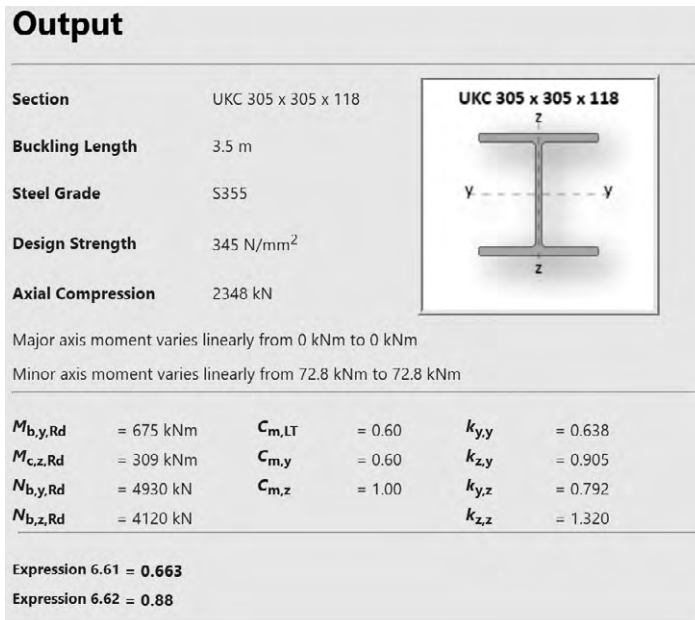 Output
Section UKC 305 x 305 x 118
Buckling Length 3.5 m
Steel Grade S355
Design Strength 345 N/mm²
Axial Compression 2348 kN
UKC 305 x 305 x 118
z
y y
z
Major axis moment varies linearly from 0 kNm to 0 kNm
Minor axis moment varies linearly from 72.8 kNm to 72.8 kNm
Mb,y,Rd = 675 kNm Cm,LT = 0.60 ky,y = 0.638
Mc,z,Rd = 309 kNm Cm,y = 0.60 kz,y = 0.905
Nb,y,Rd = 4930 kN Cm,z = 1.00 ky,z = 0.792
Nb,z,Rd = 4120 kN kz,z = 1.320
Expression 6.61 = 0.663
Expression 6.62 = 0.88